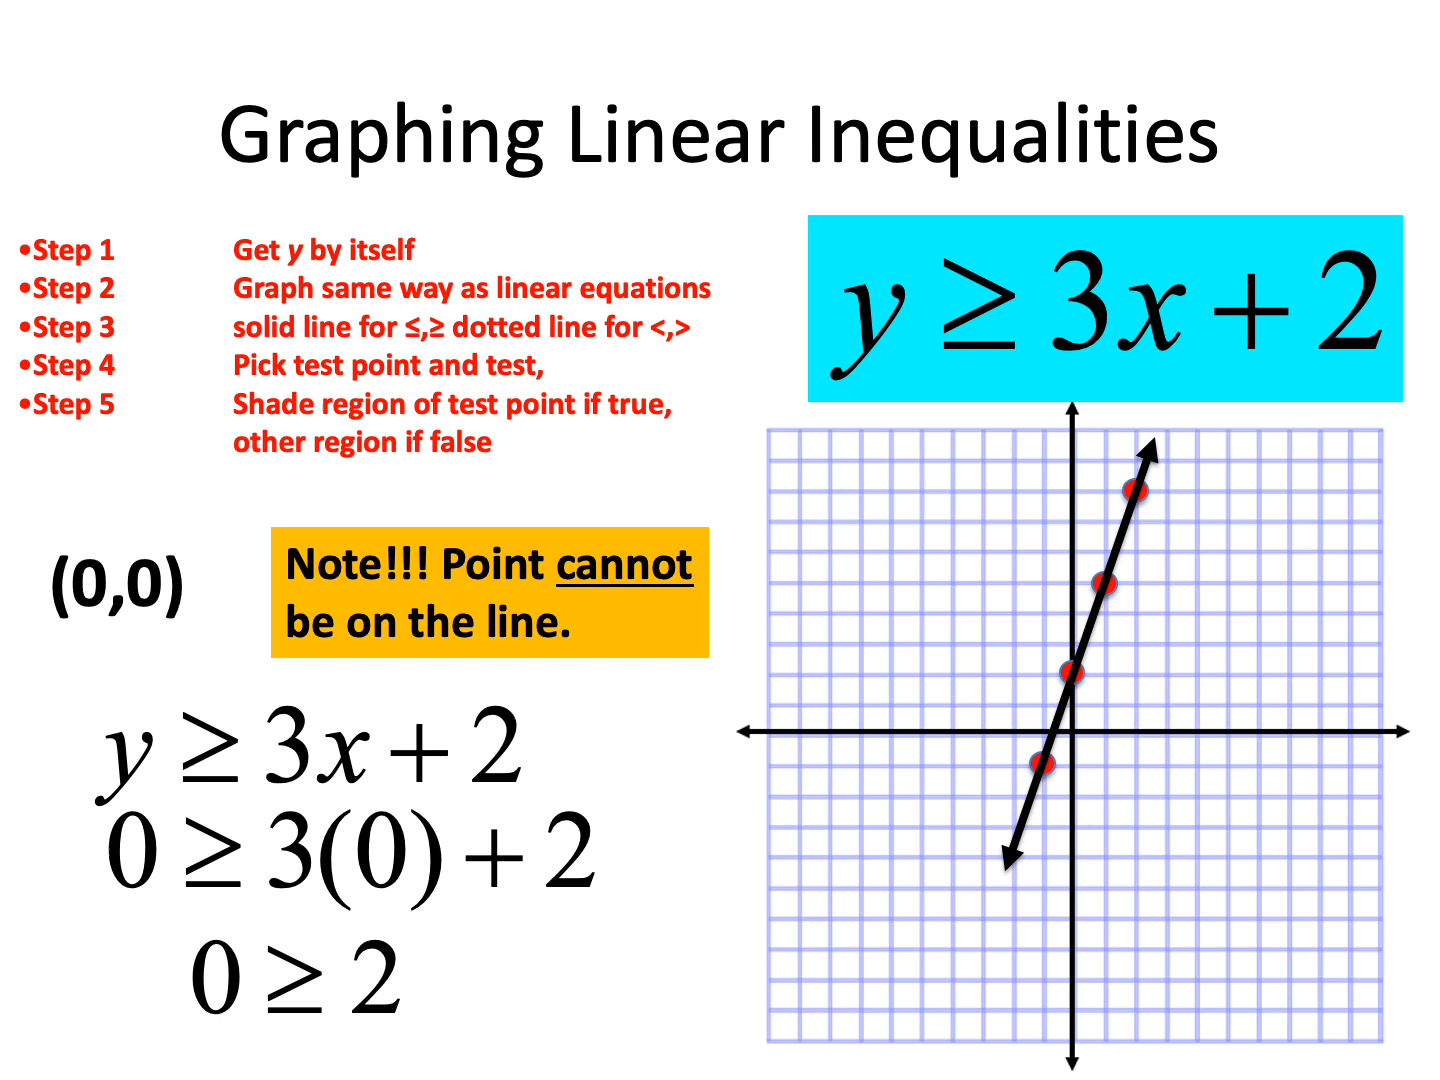 Graphing Linear Inequalities
•Step 1 Get y by itself
•Step 2 Graph same way as linear equations
•Step 3 solid line for ≤,≥ dotted line for <,>
•Step 4 Pick test point and test,
•Step 5 Shade region of test point if true,
other region if false
y ≥ 3x + 2
(0,0)
Note!!! Point cannot
be on the line.
y ≥ 3x + 2
0 ≥ 3(0) + 2
0 ≥ 2